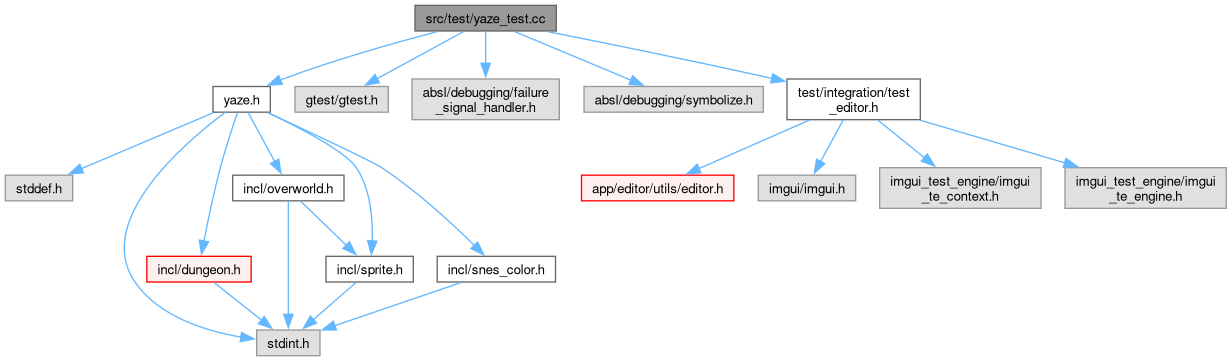 src/test/yaze_test.cc
yaze.h
gtest/gtest.h
absl/debugging/failure
_signal_handler.h
absl/debugging/symbolize.h
test/integration/test
_editor.h
stddef.h
incl/overworld.h
app/editor/utils/editor.h
imgui/imgui.h
imgui_test_engine/imgui
_te_context.h
imgui_test_engine/imgui
_te_engine.h
incl/dungeon.h
incl/sprite.h
incl/snes_color.h
stdint.h